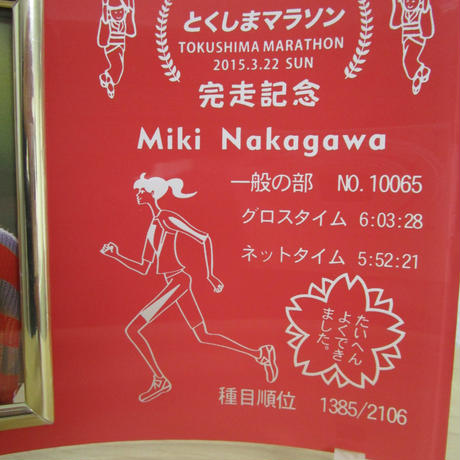 とくしまマラソン
TOKUSHIMA MARATHON
2015.3.22 SUN
完走記念
Miki Nakagawa
一般の部 NO.10065
グロスタイム 6:03:28
ネットタイム 5:52:21
たいへん
よくでき
ました。
種目順位 1385/2106